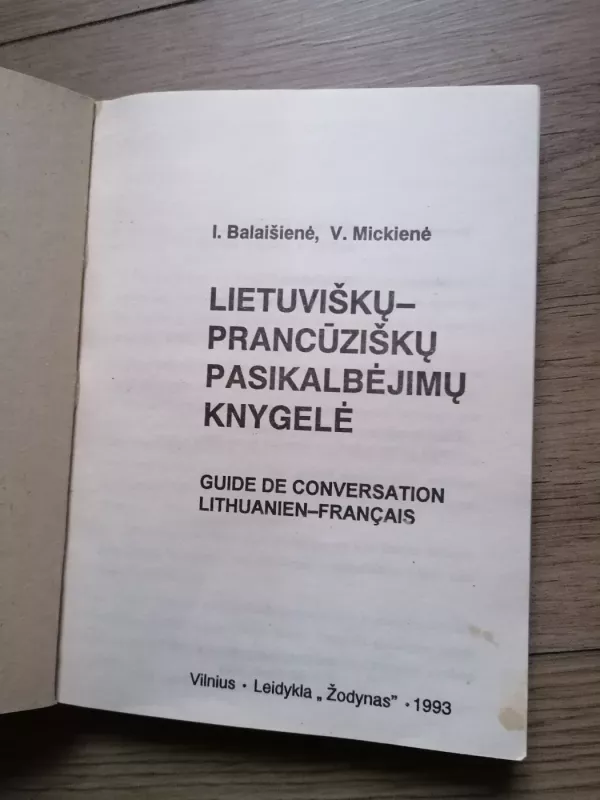 I. Balaišienė, V. Mickienė
LIETUVIŠKŲ–
PRANCŪZIŠKŲ
PASIKALBĖJIMŲ
KNYGELĖ
GUIDE DE CONVERSATION
LITHUANIEN–FRANÇAIS
Vilnius · Leidykla „Žodynas” · 1993